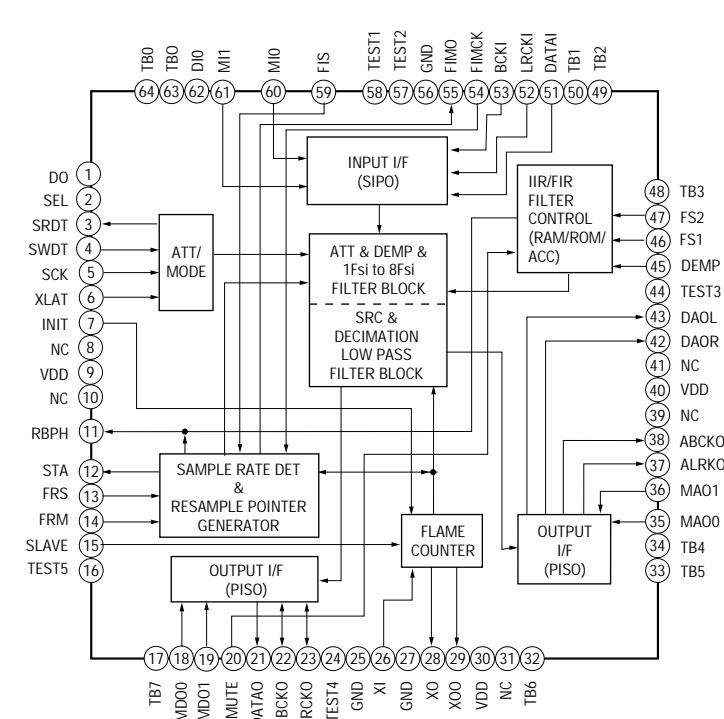 TB0
TBO
DI0
MI1
MI0
FIS
TEST1
TEST2
GND
FIMO
FIMCK
BCKI
LRCKI
DATAI
TB1
TB2
64
63
62
61
60
59
58
57
56
55
54
53
52
51
50
49
DO 1
SEL 2
SRDT 3
SWDT 4
SCK 5
XLAT 6
INIT 7
NC 8
VDD 9
NC 10
RBPH 11
STA 12
FRS 13
FRM 14
SLAVE 15
TEST5 16
INPUT I/F
(SIPO)
IIR/FIR
FILTER
CONTROL
(RAM/ROM/
ACC)
ATT/
MODE
ATT & DEMP &
1Fsi to 8Fsi
FILTER BLOCK
SRC &
DECIMATION
LOW PASS
FILTER BLOCK
SAMPLE RATE DET
&
RESAMPLE POINTER
GENERATOR
FLAME
COUNTER
OUTPUT I/F
(PISO)
OUTPUT
I/F
(PISO)
48 TB3
47 FS2
46 FS1
45 DEMP
44 TEST3
43 DAOL
42 DAOR
41 NC
40 VDD
39 NC
38 ABCKO
37 ALRKO
36 MAO1
35 MAO0
34 TB4
33 TB5
17
18
19
20
21
22
23
24
25
26
27
28
29
30
31
32
TB7
MDO0
MDO1
MUTE
DATAO
BCKO
RCKO
TEST4
GND
XI
GND
XO
XOO
VDD
NC
TB6